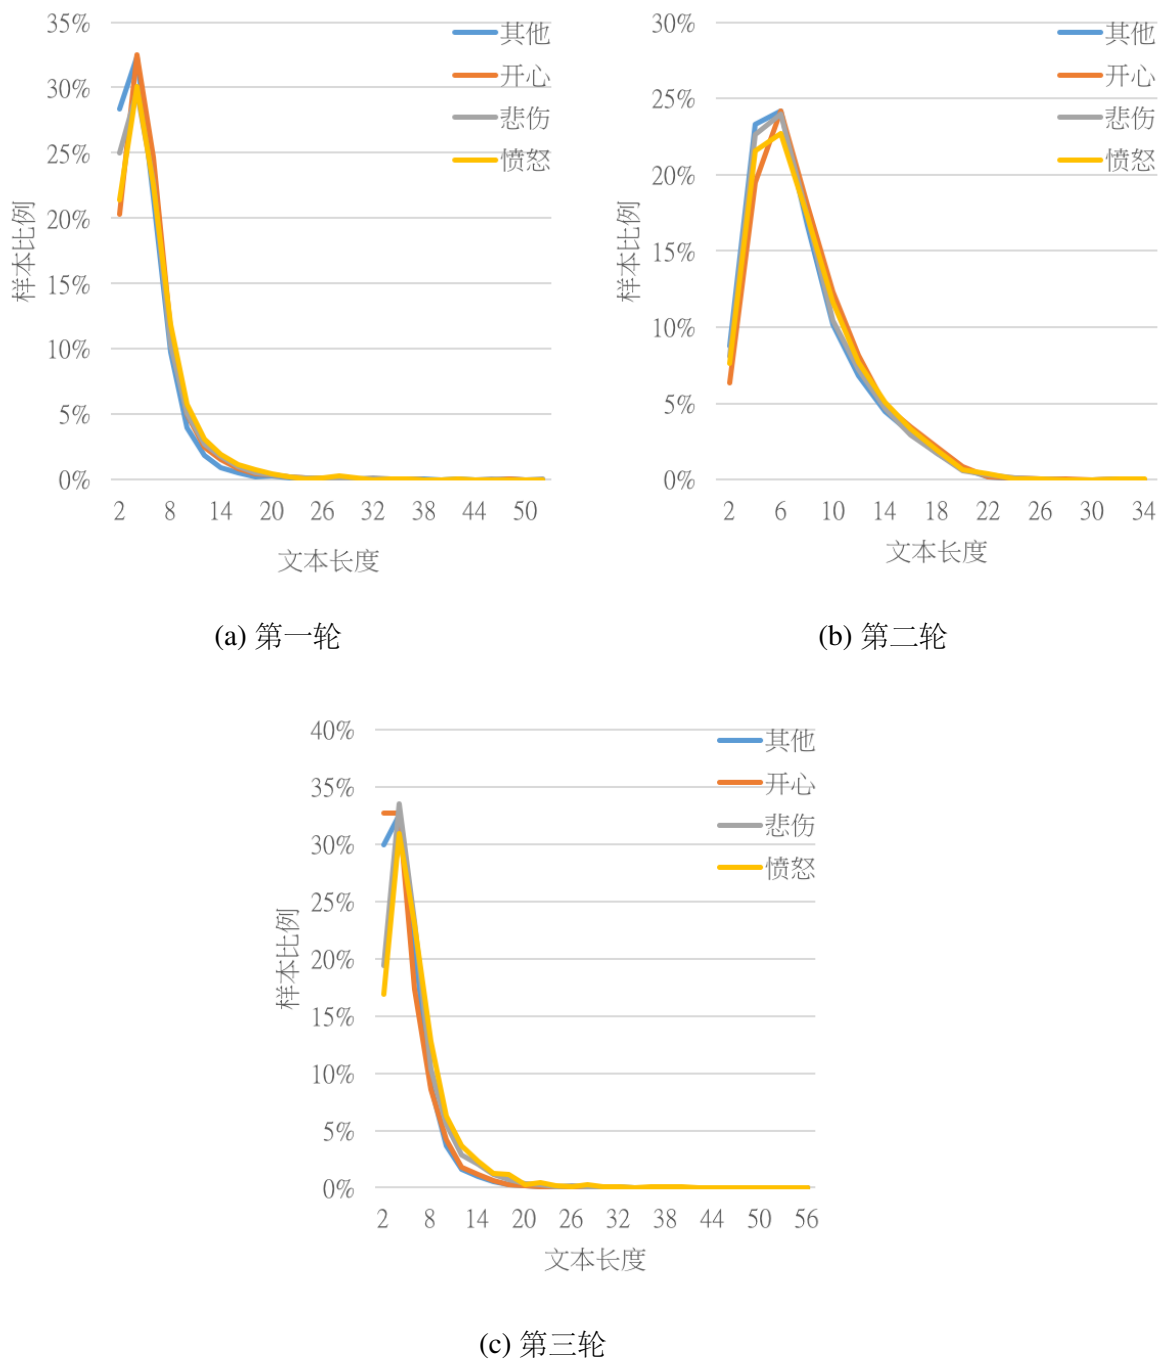 35%
30%
25%
20%
15%
10%
5%
0%
样本比例
其他
开心
悲伤
愤怒
2 8 14 20 26 32 38 44 50
文本长度
(a) 第一轮
30%
25%
20%
15%
10%
5%
0%
样本比例
其他
开心
悲伤
愤怒
2 6 10 14 18 22 26 30 34
文本长度
(b) 第二轮
40%
35%
30%
25%
20%
15%
10%
5%
0%
样本比例
其他
开心
悲伤
愤怒
2 8 14 20 26 32 38 44 50 56
文本长度
(c) 第三轮